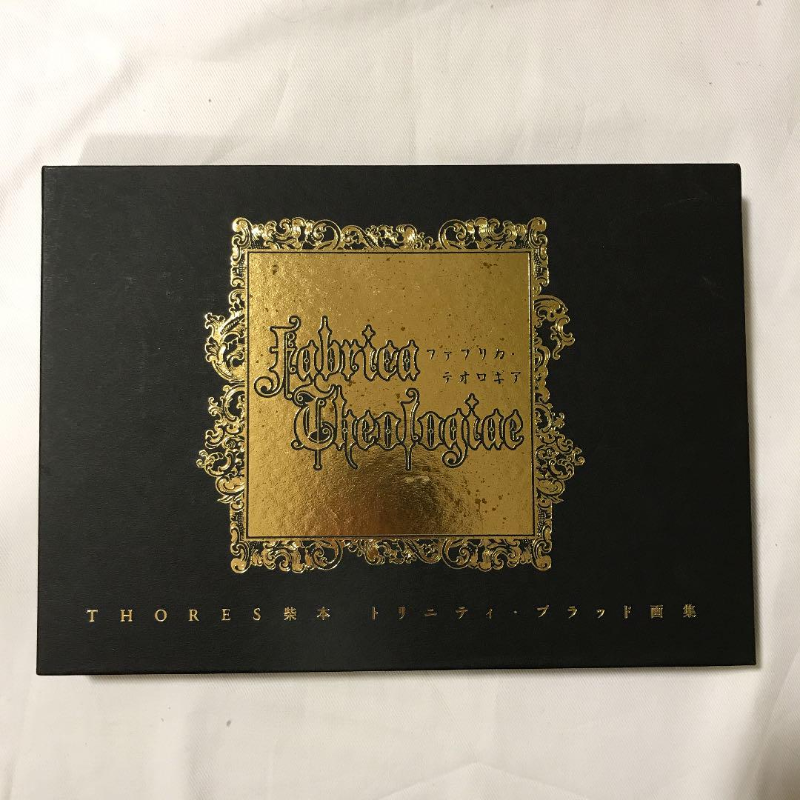 Fabrica
ファブリカ・
テオロギア
Theologiae
THORES柴本 トリニティ・ブラッド画集